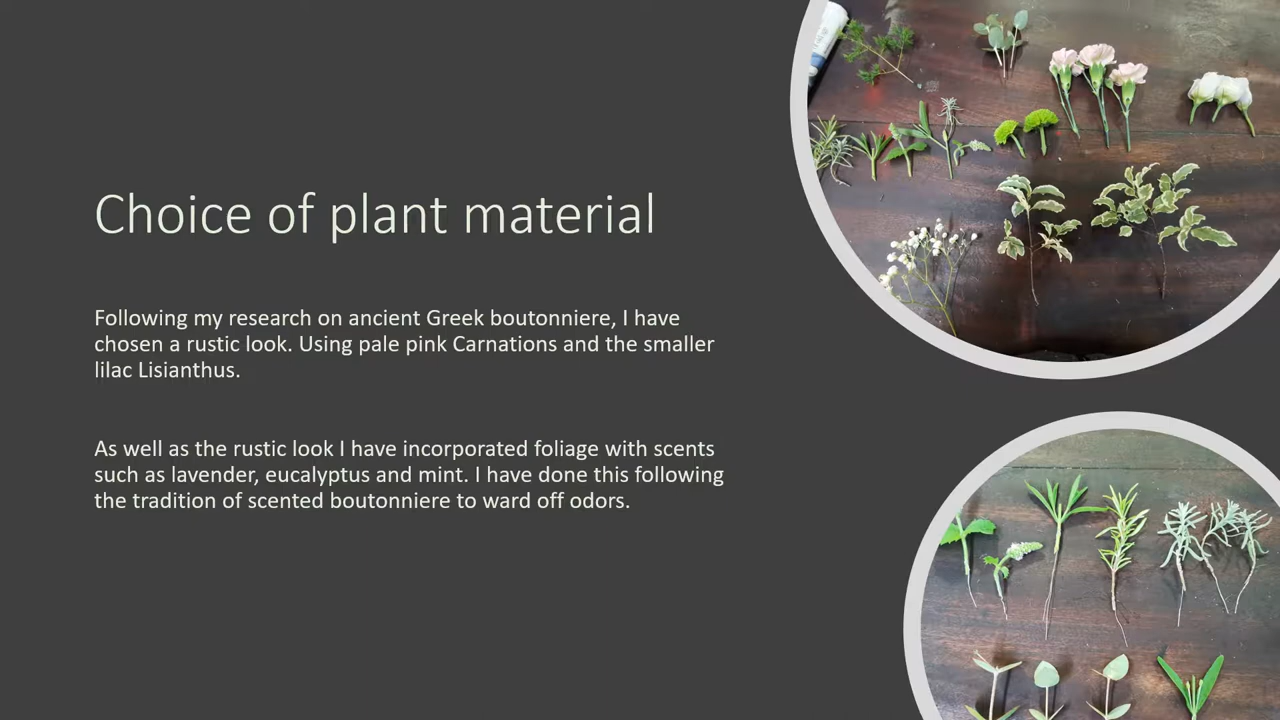 Choice of plant material
Following my research on ancient Greek boutonniere, I have
chosen a rustic look. Using pale pink Carnations and the smaller
lilac Lisianthus.
As well as the rustic look I have incorporated foliage with scents
such as lavender, eucalyptus and mint. I have done this following
the tradition of scented boutonniere to ward off odors.